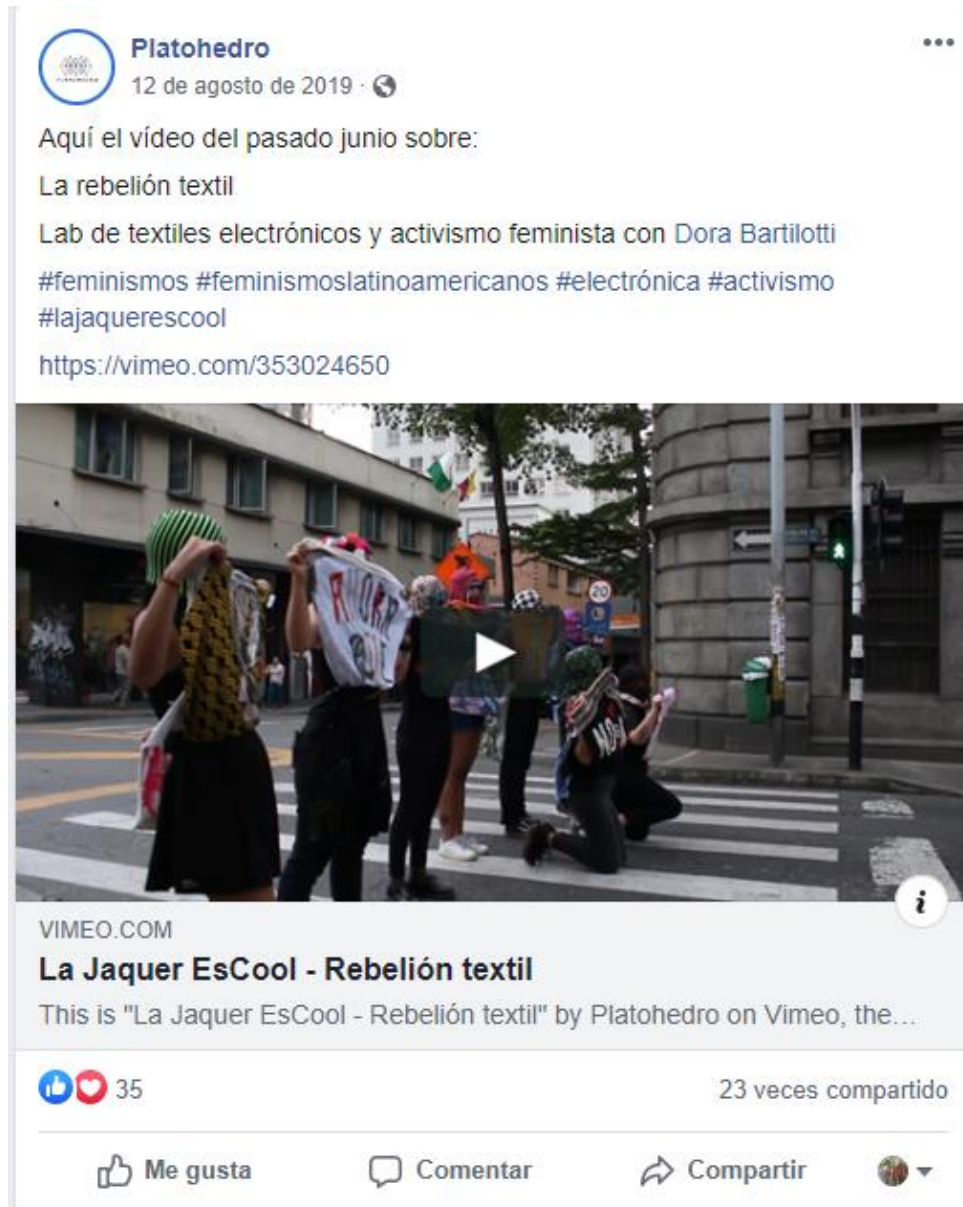 Platohedro
12 de agosto de 2019 ·
Aquí el vídeo del pasado junio sobre:
La rebelión textil
Lab de textiles electrónicos y activismo feminista con Dora Bartilotti
#feminismos #feminismoslatinoamericanos #electrónica #activismo
#lajaquerescool
https://vimeo.com/353024650
20
VIMEO.COM
La Jaquer EsCool - Rebelión textil
This is "La Jaquer EsCool - Rebelión textil" by Platohedro on Vimeo, the...
35
23 veces compartido
Me gusta
Comentar
Compartir